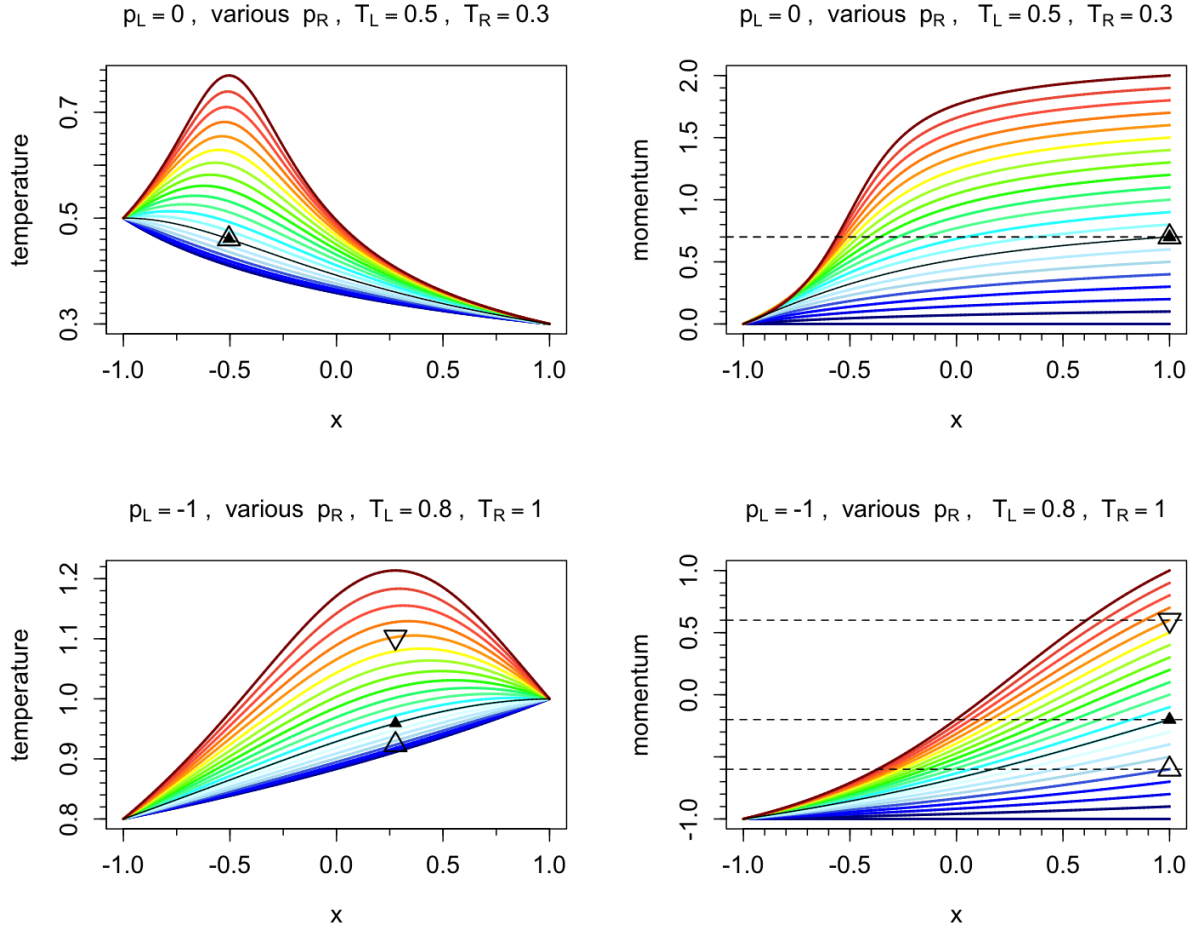 p_L = 0 , various p_R , T_L = 0.5 , T_R = 0.3
temperature
0.7
0.5
0.3
-1.0 -0.5 0.0 0.5 1.0
x
p_L = 0 , various p_R , T_L = 0.5 , T_R = 0.3
momentum
2.0
1.5
1.0
0.5
0.0
-1.0 -0.5 0.0 0.5 1.0
x
p_L = -1 , various p_R , T_L = 0.8 , T_R = 1
temperature
1.2
1.1
1.0
0.9
0.8
-1.0 -0.5 0.0 0.5 1.0
x
p_L = -1 , various p_R , T_L = 0.8 , T_R = 1
momentum
1.0
0.5
0.0
-1.0
-1.0 -0.5 0.0 0.5 1.0
x